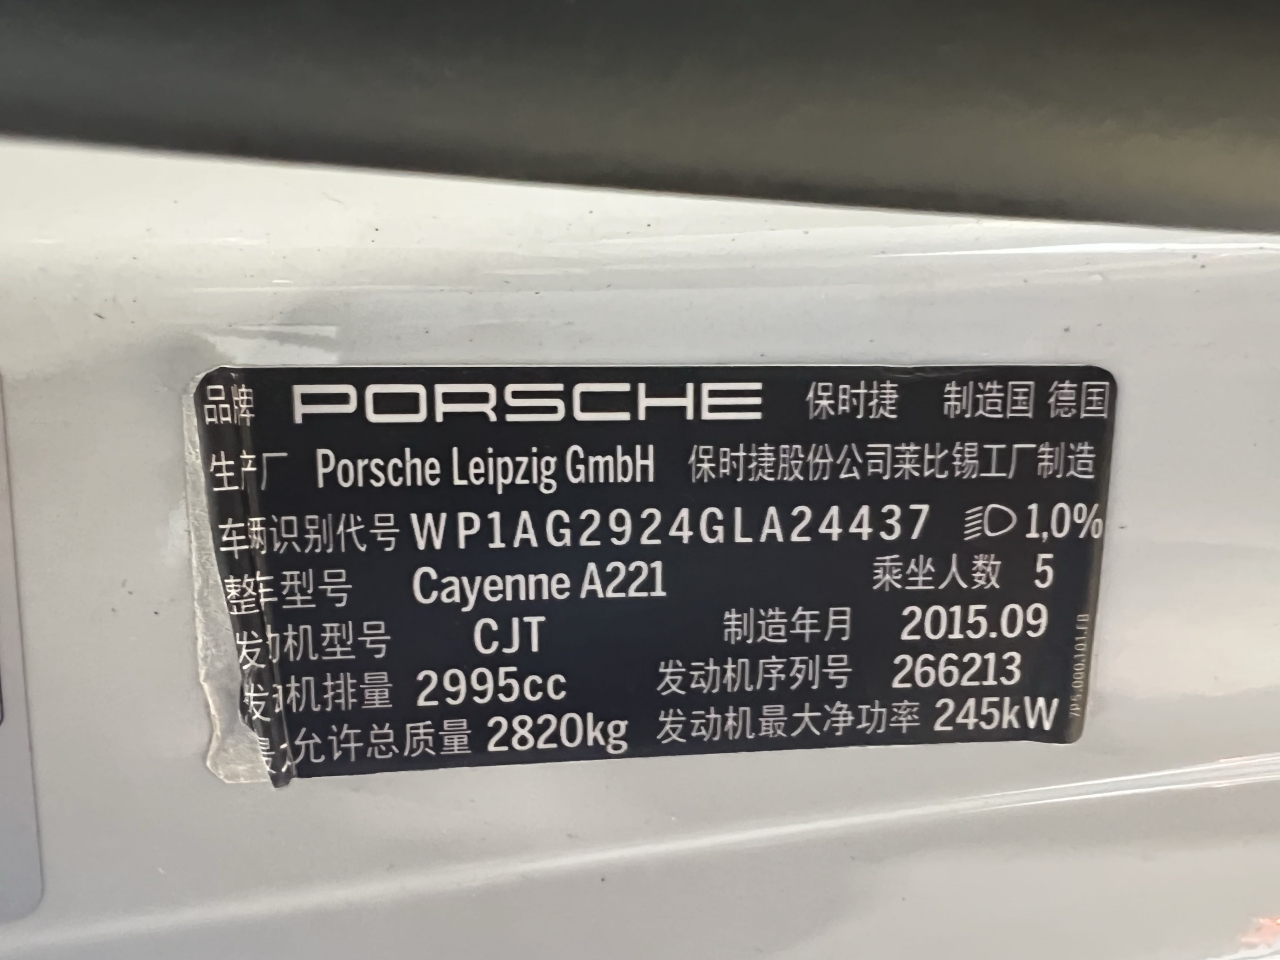 品牌 PORSCHE 保时捷 制造国 德国
生产厂 Porsche Leipzig GmbH 保时捷股份公司莱比锡工厂制造
车辆识别代号 WP1AG2924GLA24437 1,0%
整车型号 Cayenne A221 乘坐人数 5
发动机型号 CJT 制造年月 2015.09
发动机排量 2995cc 发动机序列号 266213
最大允许总质量 2820kg 发动机最大净功率 245kW